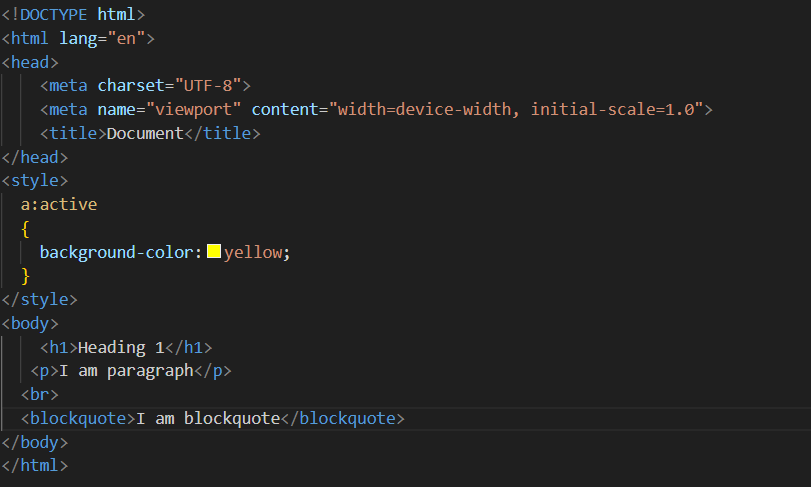 <!DOCTYPE html>
<html lang="en">
<head>
    <meta charset="UTF-8">
    <meta name="viewport" content="width=device-width, initial-scale=1.0">
    <title>Document</title>
</head>
<style>
  a:active
  {
    background-color: yellow;
  }
</style>
<body>
    <h1>Heading 1</h1>
   <p>I am paragraph</p>
  <br>
  <blockquote>I am blockquote</blockquote>
</body>
</html>